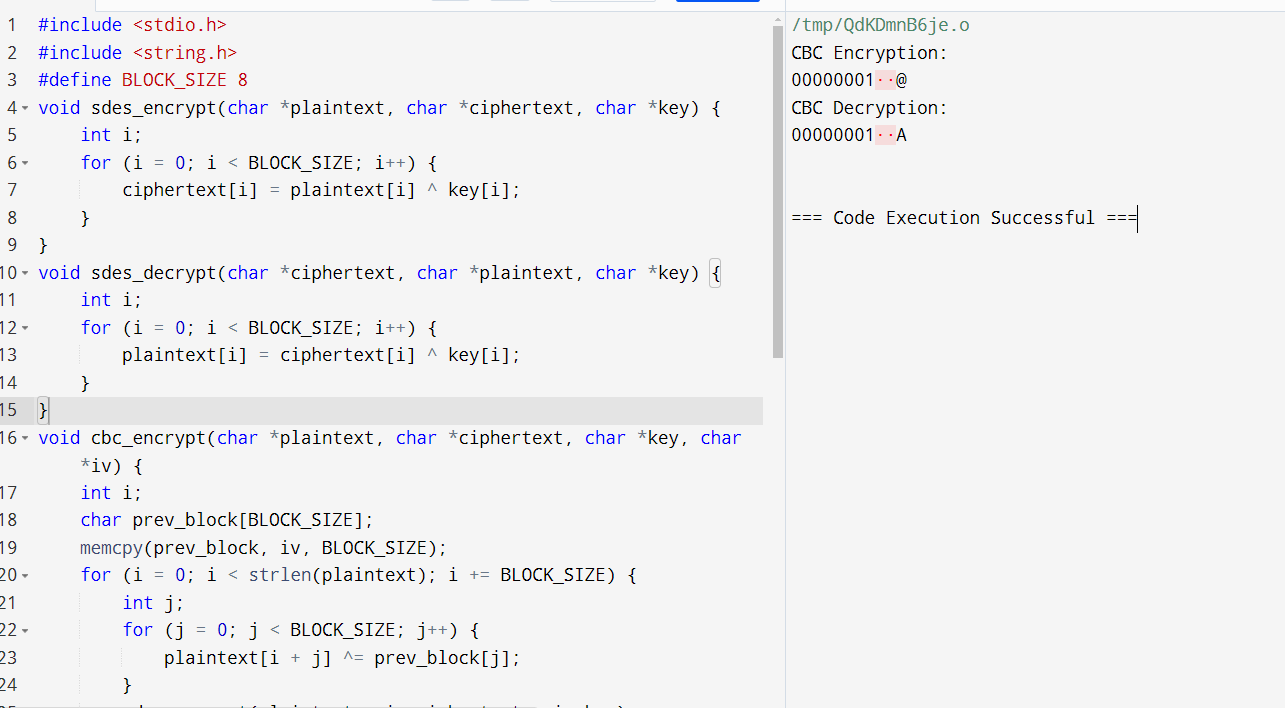 1 #include <stdio.h>
2 #include <string.h>
3 #define BLOCK_SIZE 8
4 void sdes_encrypt(char *plaintext, char *ciphertext, char *key) {
5 int i;
6 for (i = 0; i < BLOCK_SIZE; i++) {
7 ciphertext[i] = plaintext[i] ^ key[i];
8 }
9 }
10 void sdes_decrypt(char *ciphertext, char *plaintext, char *key) {
11 int i;
12 for (i = 0; i < BLOCK_SIZE; i++) {
13 plaintext[i] = ciphertext[i] ^ key[i];
14 }
15 }
16 void cbc_encrypt(char *plaintext, char *ciphertext, char *key, char
*iv) {
17 int i;
18 char prev_block[BLOCK_SIZE];
19 memcpy(prev_block, iv, BLOCK_SIZE);
20 for (i = 0; i < strlen(plaintext); i += BLOCK_SIZE) {
21 int j;
22 for (j = 0; j < BLOCK_SIZE; j++) {
23 plaintext[i + j] ^= prev_block[j];
24 }
/tmp/QdKDmnB6je.o
CBC Encryption:
00000001··@
CBC Decryption:
00000001··A
=== Code Execution Successful ===